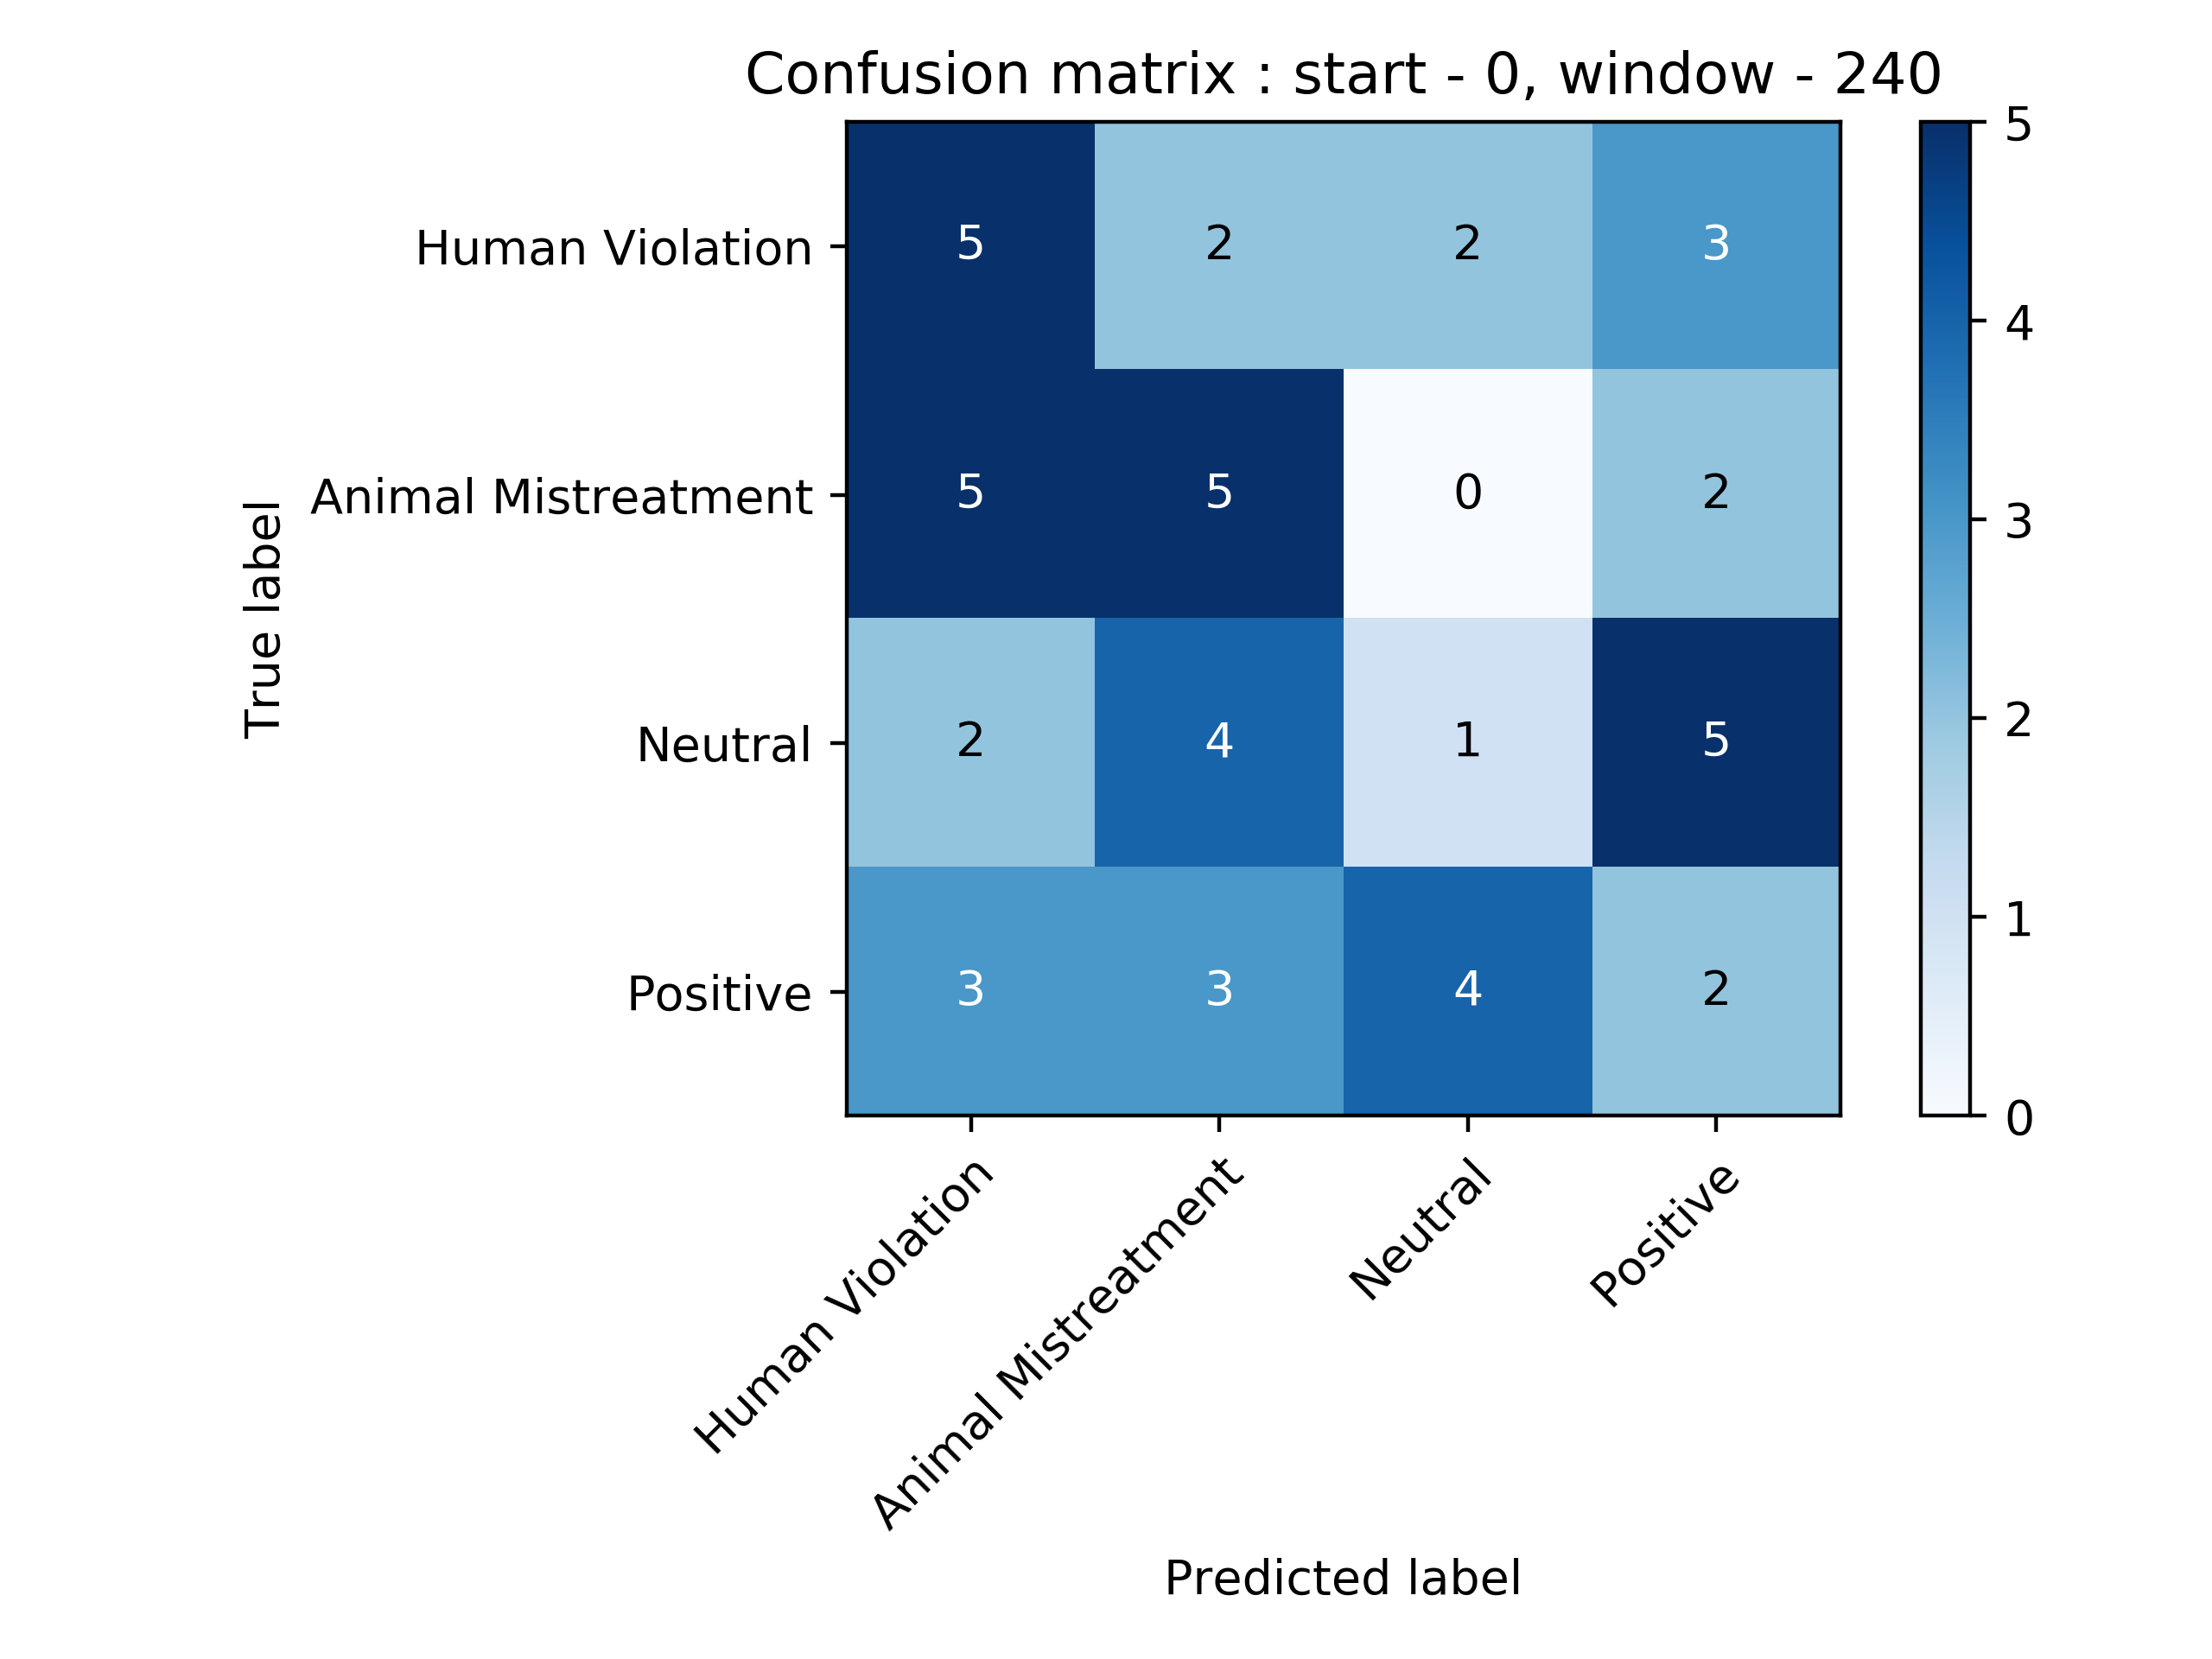 Confusion matrix : start - 0, window - 240
True label
Human Violation 5 2 2 3
Animal Mistreatment 5 5 0 2
Neutral 2 4 1 5
Positive 3 3 4 2
Human Violation
Animal Mistreatment
Neutral
Positive
Predicted label
5
4
3
2
1
0